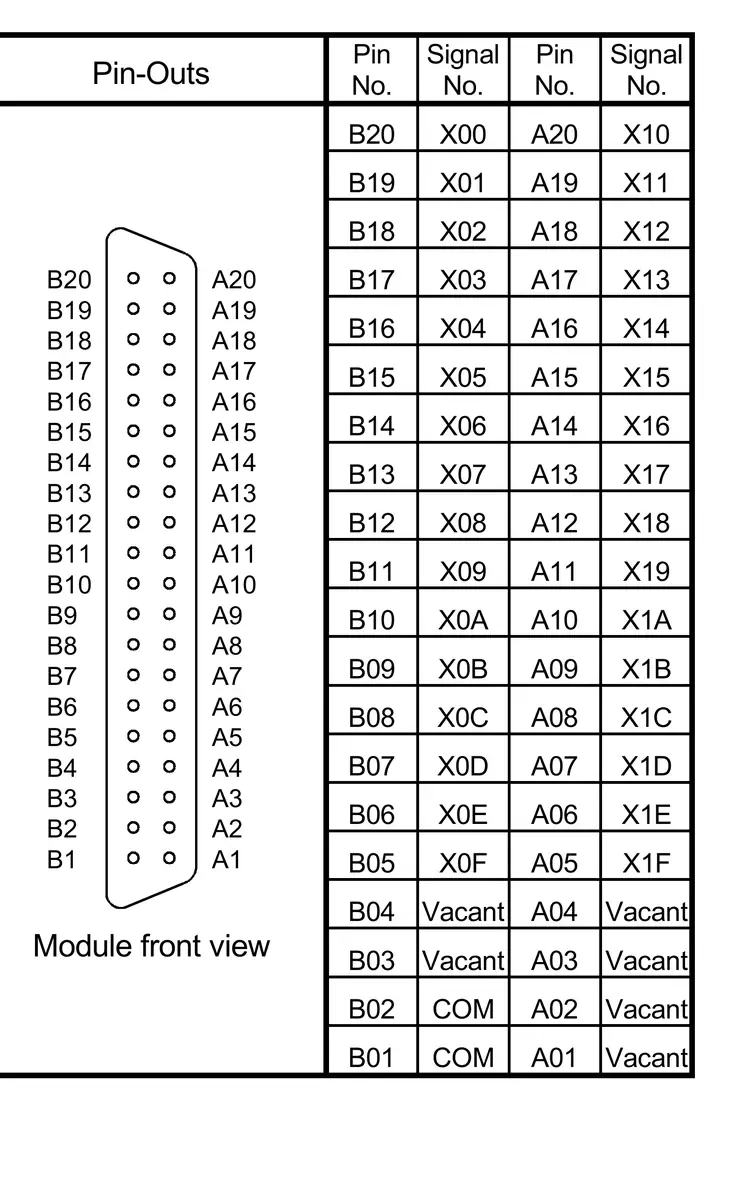 Pin-Outs
Pin No. Signal No. Pin No. Signal No.
B20 X00 A20 X10
B19 X01 A19 X11
B18 X02 A18 X12
B17 X03 A17 X13
B16 X04 A16 X14
B15 X05 A15 X15
B14 X06 A14 X16
B13 X07 A13 X17
B12 X08 A12 X18
B11 X09 A11 X19
B10 X0A A10 X1A
B09 X0B A09 X1B
B08 X0C A08 X1C
B07 X0D A07 X1D
B06 X0E A06 X1E
B05 X0F A05 X1F
B04 Vacant A04 Vacant
B03 Vacant A03 Vacant
B02 COM A02 Vacant
B01 COM A01 Vacant
B20 A20
B19 A19
B18 A18
B17 A17
B16 A16
B15 A15
B14 A14
B13 A13
B12 A12
B11 A11
B10 A10
B9 A9
B8 A8
B7 A7
B6 A6
B5 A5
B4 A4
B3 A3
B2 A2
B1 A1
Module front view